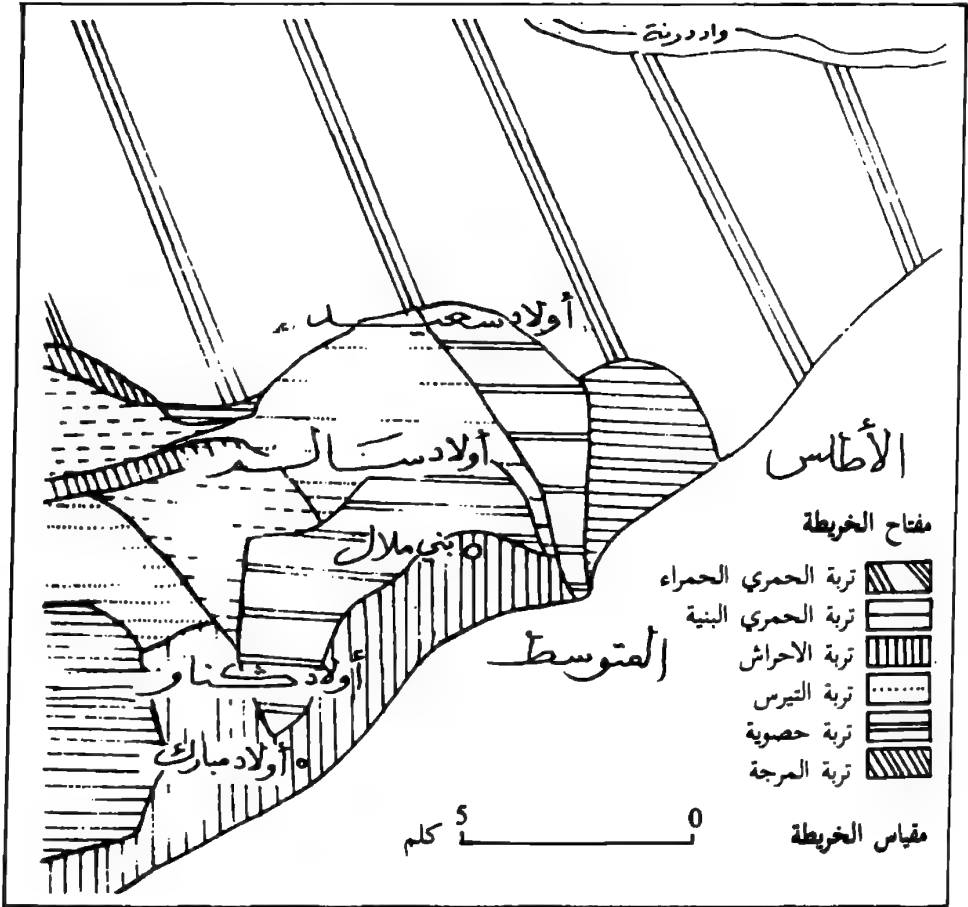 واد درنة
أولاد سعيد
أولاد سالم
الأطلس
مفتاح الخريطة
بني ملال
تربة الحمري الحمراء
تربة الحمري البنية
المتوسط
تربة الاحراش
أولاد گناو
تربة التيرس
تربة حصوية
أولاد مبارك
تربة المرجة
5 0
كلم
مقياس الخريطة